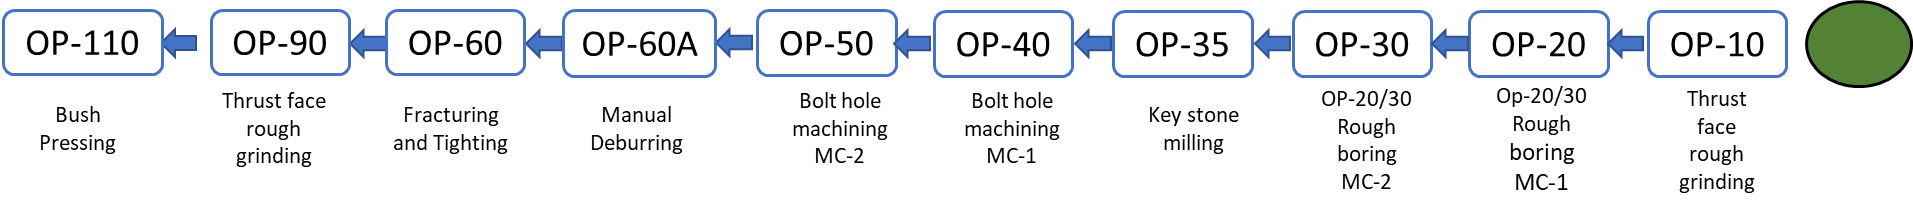 OP-110
OP-90
OP-60
OP-60A
OP-50
OP-40
OP-35
OP-30
OP-20
OP-10
Bush
Pressing
Thrust face
rough
grinding
Fracturing
and Tighting
Manual
Deburring
Bolt hole
machining
MC-2
Bolt hole
machining
MC-1
Key stone
milling
OP-20/30
Rough
boring
MC-2
Op-20/30
Rough
boring
MC-1
Thrust
face
rough
grinding